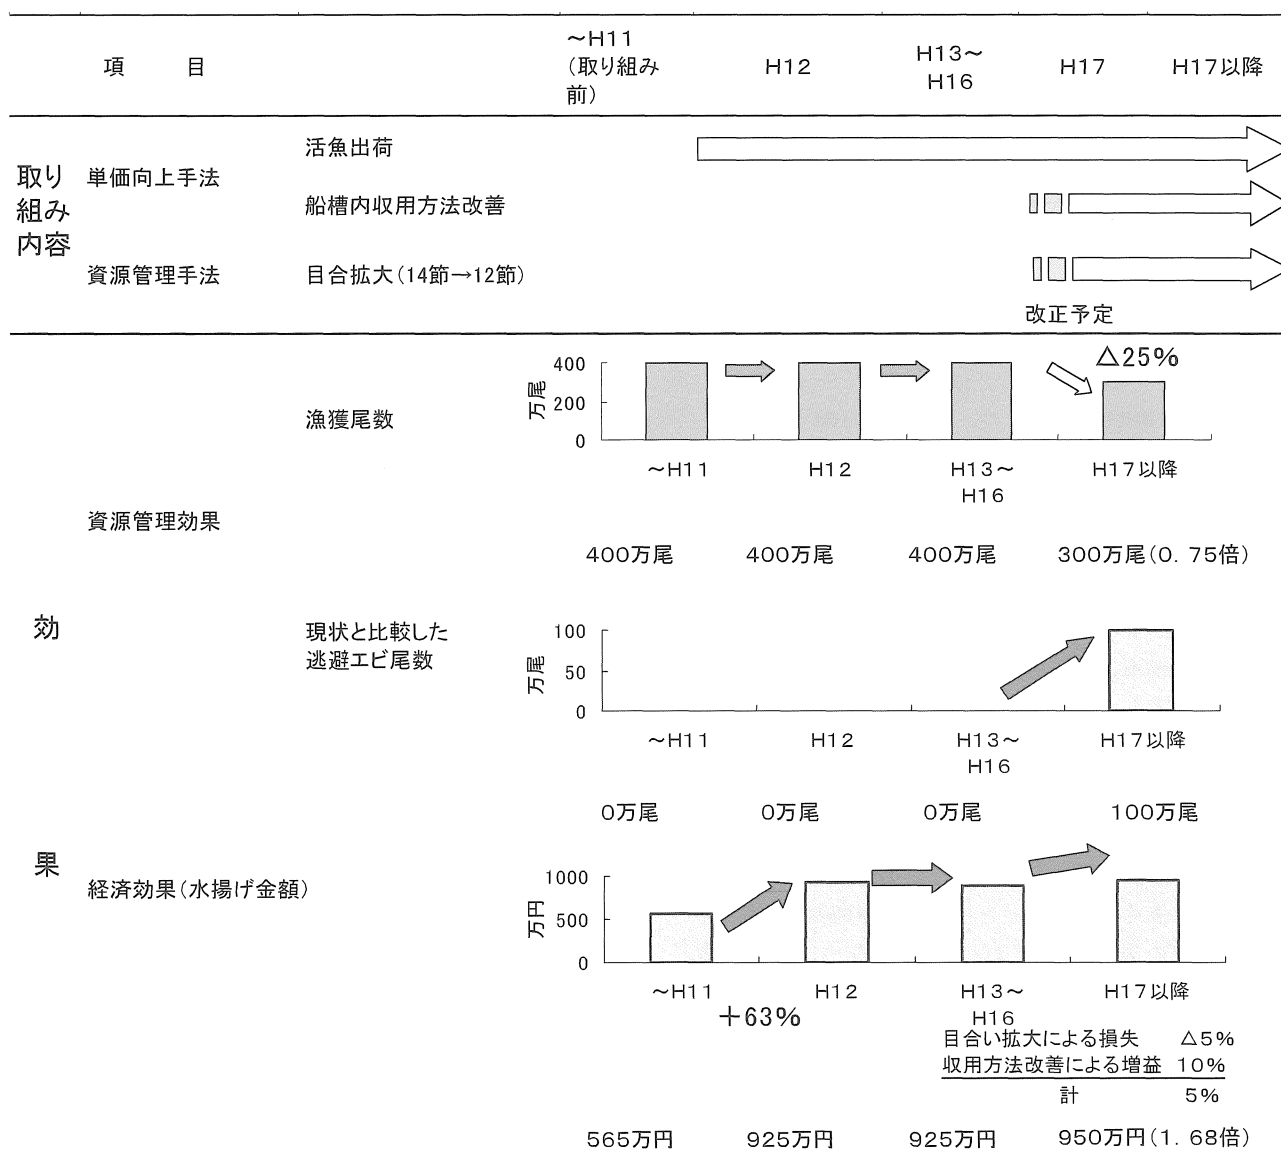 項　目　～H11（取り組み前）　H12　H13～H16　H17　H17以降
取り組み内容
単価向上手法
活魚出荷
船槽内収用方法改善
資源管理手法
目合拡大（14節→12節）
改正予定
△25%
万尾
400
200
0
漁獲尾数
～H11　H12　H13～H16　H17以降
資源管理効果
400万尾　400万尾　400万尾　300万尾（0．75倍）
効
現状と比較した
逃避エビ尾数
万尾
100
50
0
～H11　H12　H13～H16　H17以降
0万尾　0万尾　0万尾　100万尾
果
経済効果（水揚げ金額）
万円
1000
500
0
～H11　H12　H13～H16　H17以降
＋63%
目合い拡大による損失　△5%
収用方法改善による増益　10%
計　5%
565万円　925万円　925万円　950万円（1．68倍）